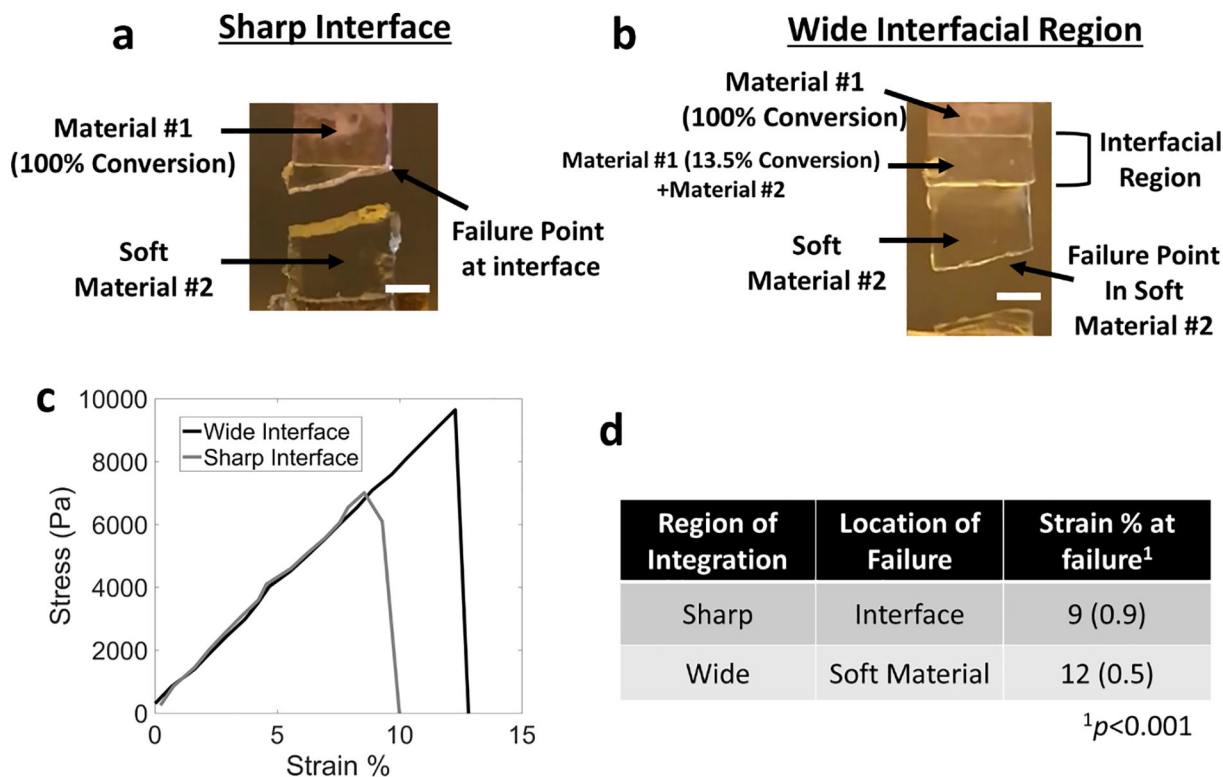 a
Sharp Interface
Material #1
(100% Conversion)
Soft
Material #2
Failure Point
at interface
b
Wide Interfacial Region
Material #1
(100% Conversion)
Material #1 (13.5% Conversion)
+Material #2
Interfacial
Region
Soft
Material #2
Failure Point
In Soft
Material #2
c
10000
8000
6000
4000
2000
0
Stress (Pa)
Wide Interface
Sharp Interface
0 5 10 15
Strain %
d
Region of Integration
Location of Failure
Strain % at failure¹
Sharp Interface 9 (0.9)
Wide Soft Material 12 (0.5)
¹p<0.001